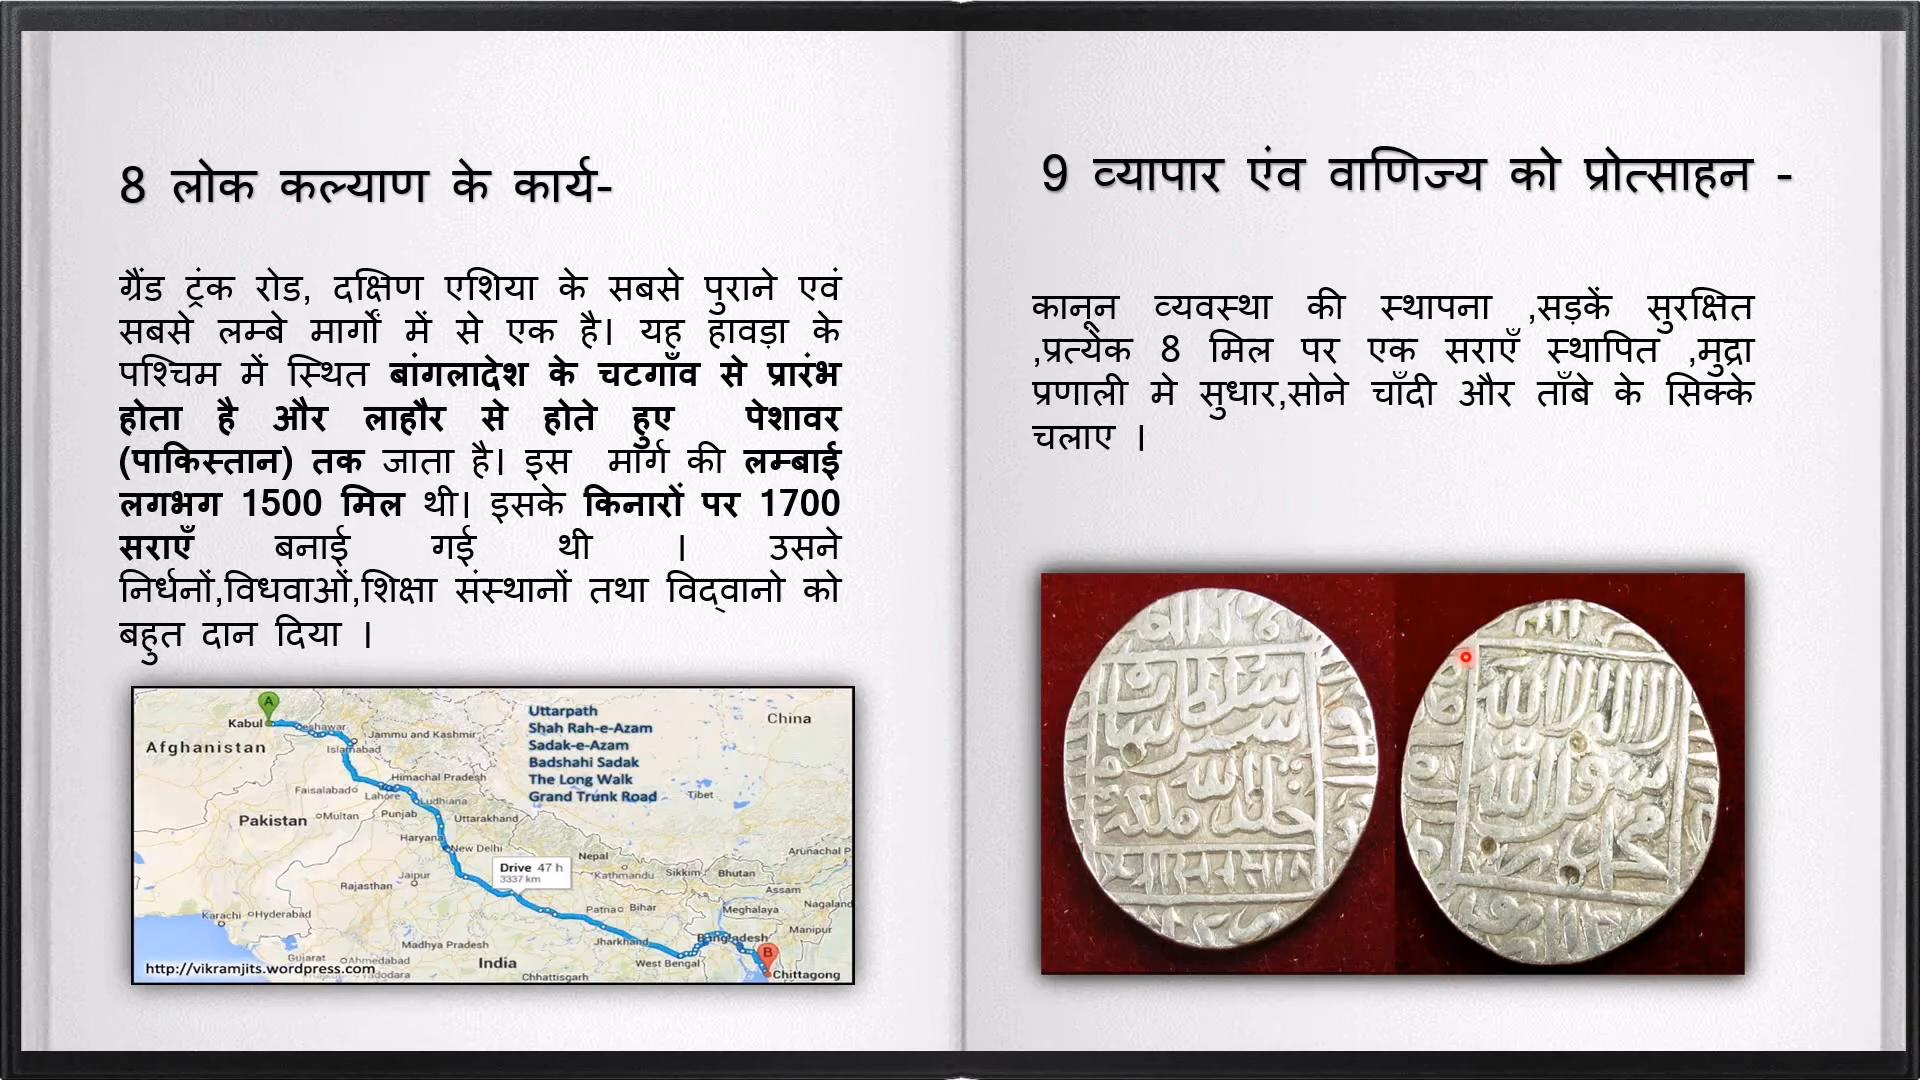 8 लोक कल्याण के कार्य-
ग्रैंड ट्रंक रोड, दक्षिण एशिया के सबसे पुराने एवं
सबसे लम्बे मार्गों में से एक है। यह हावड़ा के
पश्चिम में स्थित बांगलादेश के चटगाँव से प्रारंभ
होता है और लाहौर से होते हुए पेशावर
(पाकिस्तान) तक जाता है। इस मार्ग की लम्बाई
लगभग 1500 मिल थी। इसके किनारों पर 1700
सराएँ बनाई गई थी । उसने
निर्धनों,विधवाओं,शिक्षा संस्थानों तथा विद्वानो को
बहुत दान दिया ।
A
Kabul
Peshawar
Afghanistan
Islamabad
Jammu and Kashmir
Uttarpath
Shah Rah-e-Azam
Sadak-e-Azam
Badshahi Sadak
The Long Walk
Grand Trunk Road
China
Tibet
Himachal Pradesh
Faisalabad
Lahore
Ludhiana
Pakistan
Multan
Punjab
Uttarakhand
Haryana
New Delhi
Drive 47 h
3337 km
Nepal
Kathmandu
Sikkim
Bhutan
Arunachal P
Assam
Jaipur
Rajasthan
Karachi
Hyderabad
Patna
Bihar
Meghalaya
Nagaland
Manipur
Bangladesh
Jharkhand
Madhya Pradesh
Gujarat
Ahmedabad
India
West Bengal
B
Chittagong
Chhattisgarh
Vadodara
http://vikramjits.wordpress.com
9 व्यापार एंव वाणिज्य को प्रोत्साहन -
कानून व्यवस्था की स्थापना ,सड़कें सुरक्षित
,प्रत्येक 8 मिल पर एक सराएँ स्थापित ,मुद्रा
प्रणाली मे सुधार,सोने चाँदी और ताँबे के सिक्के
चलाए ।